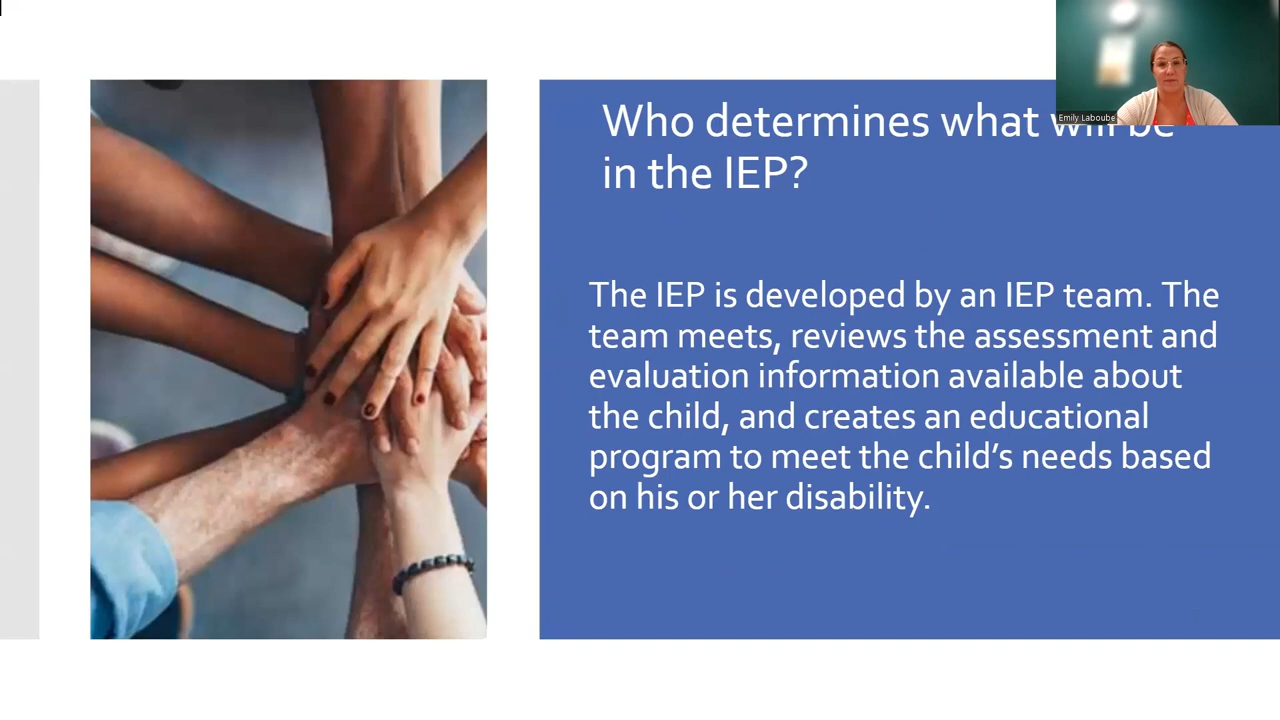 Who determines what will be
in the IEP?
The IEP is developed by an IEP team. The
team meets, reviews the assessment and
evaluation information available about
the child, and creates an educational
program to meet the child's needs based
on his or her disability.
Emily Laboube